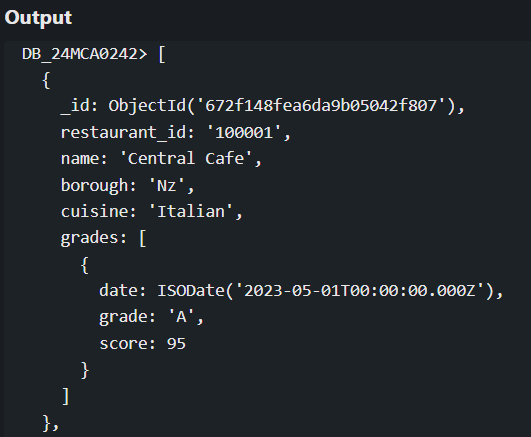 Output
DB_24MCA0242> [
  {
    _id: ObjectId('672f148fea6da9b05042f807'),
    restaurant_id: '100001',
    name: 'Central Cafe',
    borough: 'Nz',
    cuisine: 'Italian',
    grades: [
      {
        date: ISODate('2023-05-01T00:00:00.000Z'),
        grade: 'A',
        score: 95
      }
    ]
  },